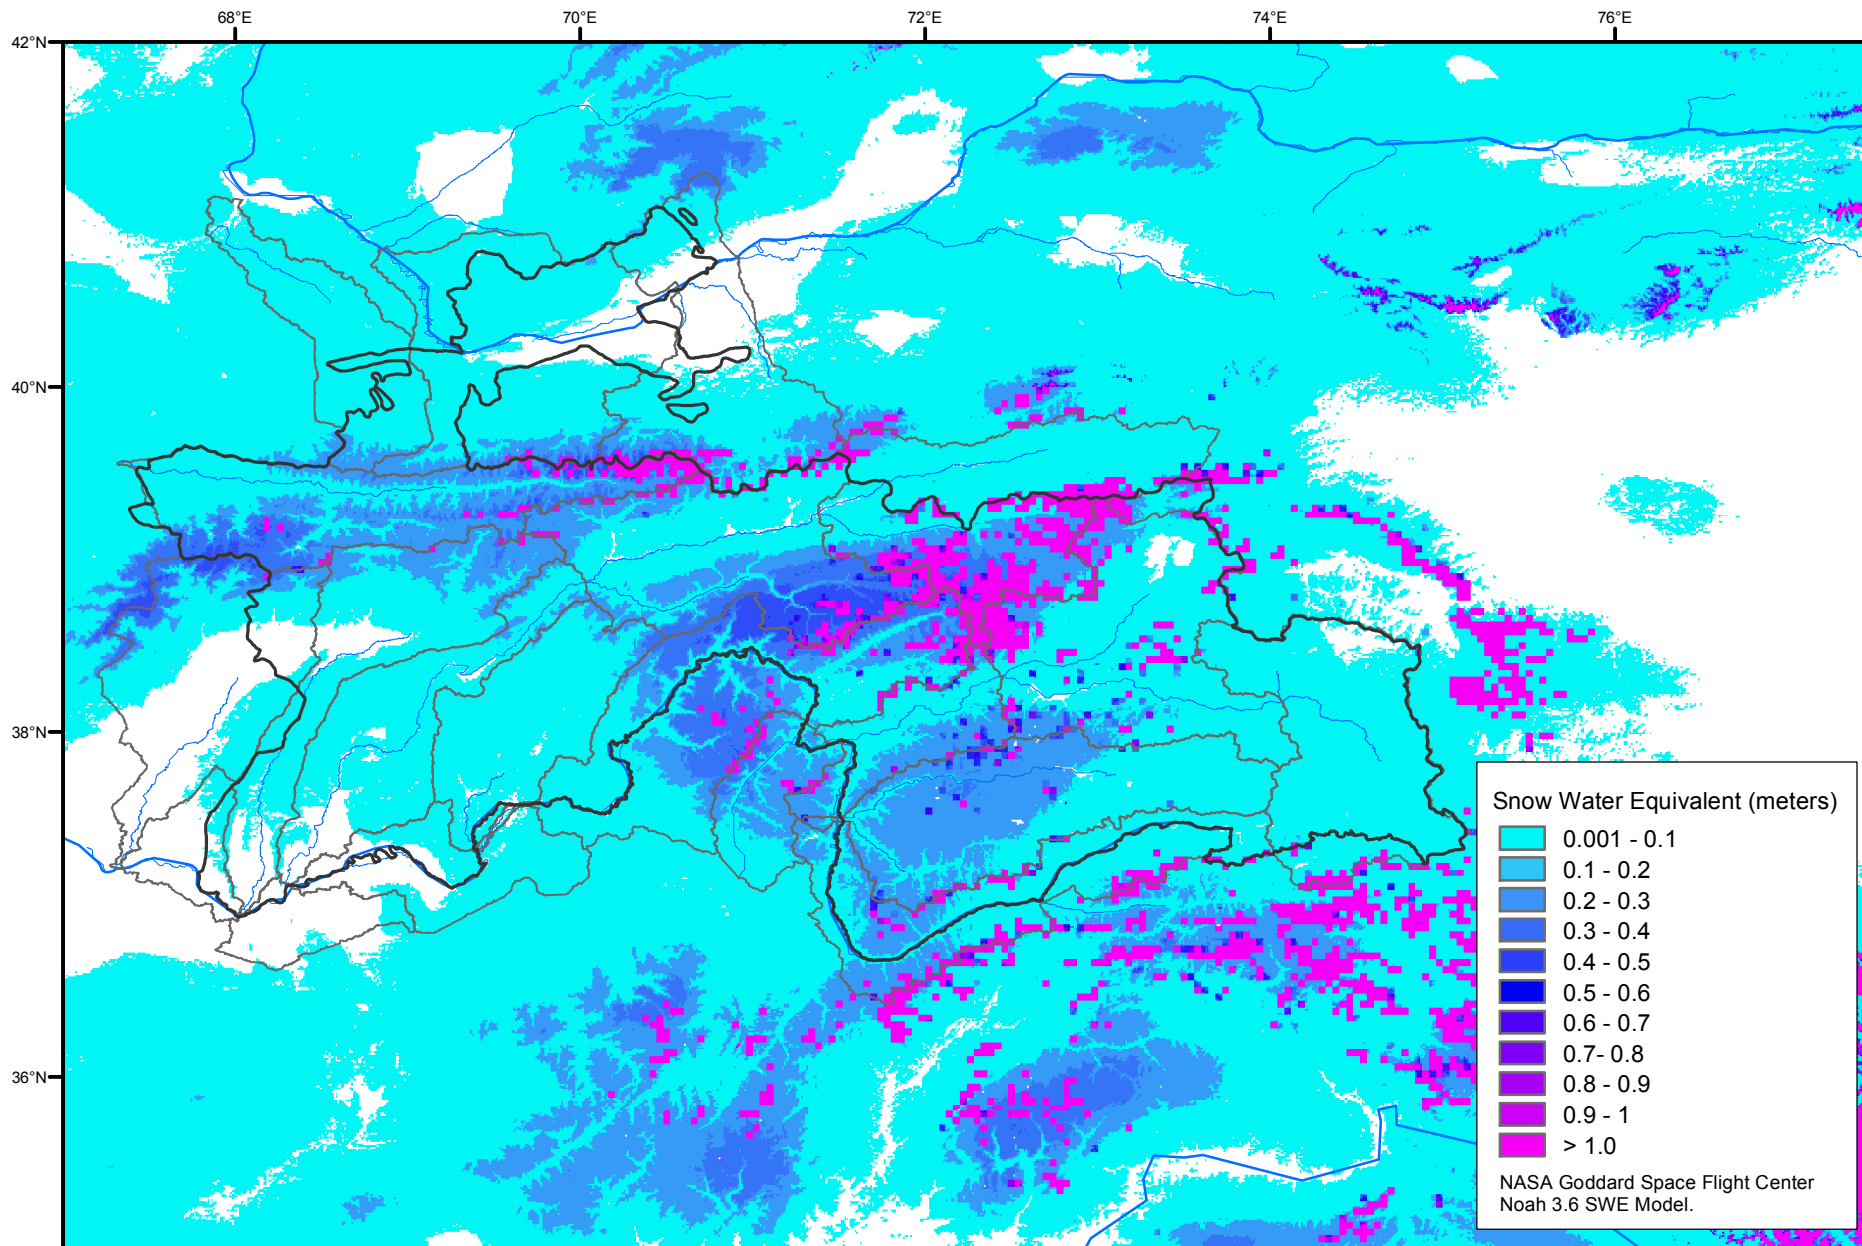 68°E 70°E 72°E 74°E 76°E
42°N
40°N
38°N
36°N
Snow Water Equivalent (meters)
0.001 - 0.1
0.1 - 0.2
0.2 - 0.3
0.3 - 0.4
0.4 - 0.5
0.5 - 0.6
0.6 - 0.7
0.7- 0.8
0.8 - 0.9
0.9 - 1
> 1.0
NASA Goddard Space Flight Center
Noah 3.6 SWE Model.